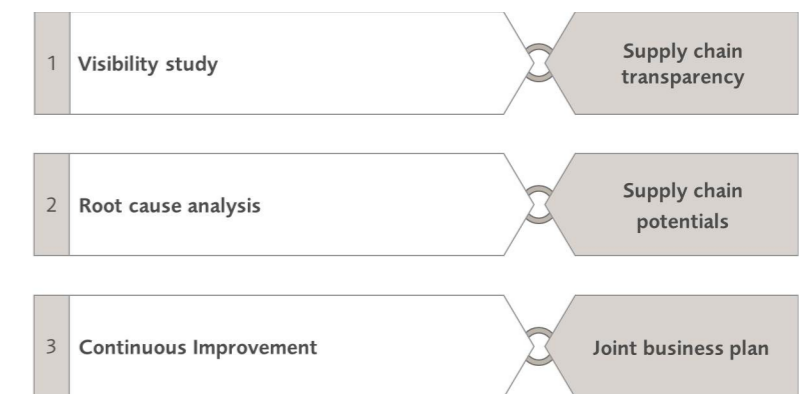 1 Visibility study
Supply chain
transparency
2 Root cause analysis
Supply chain
potentials
3 Continuous Improvement
Joint business plan